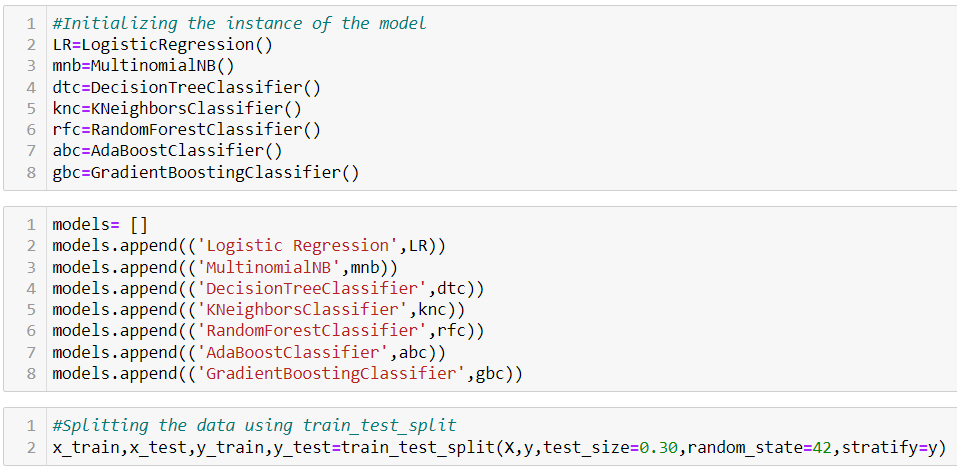 1 #Initializing the instance of the model
2 LR=LogisticRegression()
3 mnb=MultinomialNB()
4 dtc=DecisionTreeClassifier()
5 knc=KNeighborsClassifier()
6 rfc=RandomForestClassifier()
7 abc=AdaBoostClassifier()
8 gbc=GradientBoostingClassifier()
1 models= []
2 models.append(('Logistic Regression',LR))
3 models.append(('MultinomialNB',mnb))
4 models.append(('DecisionTreeClassifier',dtc))
5 models.append(('KNeighborsClassifier',knc))
6 models.append(('RandomForestClassifier',rfc))
7 models.append(('AdaBoostClassifier',abc))
8 models.append(('GradientBoostingClassifier',gbc))
1 #Splitting the data using train_test_split
2 x_train,x_test,y_train,y_test=train_test_split(X,y,test_size=0.30,random_state=42,stratify=y)